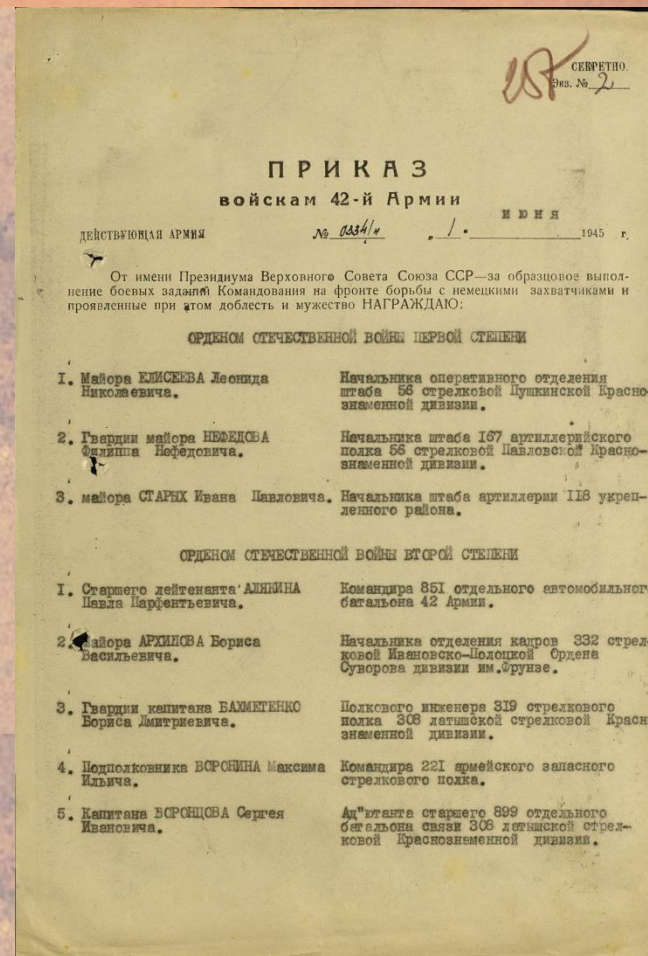 СЕКРЕТНО.
Экз. № 2
ПРИКАЗ
войскам 42-й Армии
ДЕЙСТВУЮЩАЯ АРМИЯ № 0334/н „1." ИЮНЯ 1945 г.
От имени Президиума Верховного Совета Союза ССР—за образцовое выпол-
нение боевых заданий Командования на фронте борьбы с немецкими захватчиками и
проявленные при этом доблесть и мужество НАГРАЖДАЮ:
ОРДЕНОМ ОТЕЧЕСТВЕННОЙ ВОЙНЫ ПЕРВОЙ СТЕПЕНИ
I. Майора ЕЛИСЕЕВА Леонида Начальника оперативного отделения
Николаевича. штаба 56 стрелковой Пушкинской Красно-
знаменной дивизии.
2. Гвардии майора НЕФЕДОВА Начальника штаба 167 артиллерийского
Филиппа Нефедовича. полка 56 стрелковой Павловской Красно-
знаменной дивизии.
3. майора СТАРЫХ Ивана Павловича. Начальника штаба артиллерии 118 укреп-
ленного района.
ОРДЕНОМ ОТЕЧЕСТВЕННОЙ ВОЙНЫ ВТОРОЙ СТЕПЕНИ
I. Старшего лейтенанта АЛЯКИНА Командира 851 отдельного автомобильног
Павла Парфентьевича. батальона 42 Армии.
2. Майора АРХИПОВА Бориса Начальника отделения кадров 332 стрел-
Васильевича. ковой Ивановско-Полоцкой Ордена
Суворова дивизии им.Фрунзе.
3. Гвардии капитана БАХМЕТЕНКО Полкового инженера 319 стрелкового
Бориса Дмитриевича. полка 308 латышской стрелковой Красн
знаменной дивизии.
4. Подполковника ВОРОНИНА Максима Командира 221 армейского запасного
Ильича. стрелкового полка.
5. Капитана ВОРОНЦОВА Сергея Ад"ютанта старшего 899 отдельного
Ивановича. батальона связи 308 латышской стрел-
ковой Краснознаменной дивизии.